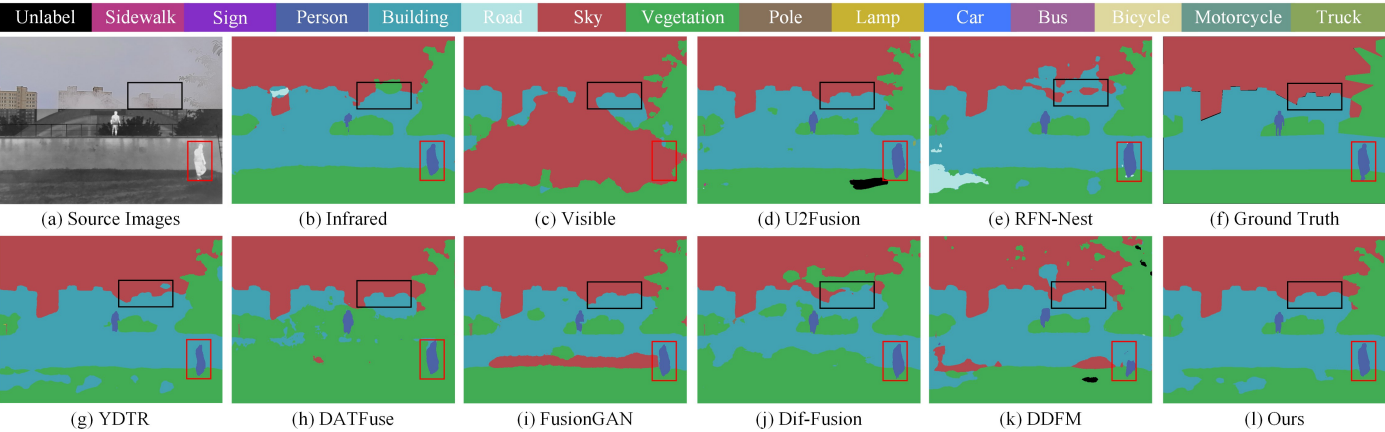 Unlabel Sidewalk Sign Person Building Road Sky Vegetation Pole Lamp Car Bus Bicycle Motorcycle Truck
(a) Source Images (b) Infrared (c) Visible (d) U2Fusion (e) RFN-Nest (f) Ground Truth
(g) YDTR (h) DATFuse (i) FusionGAN (j) Dif-Fusion (k) DDFM (l) Ours